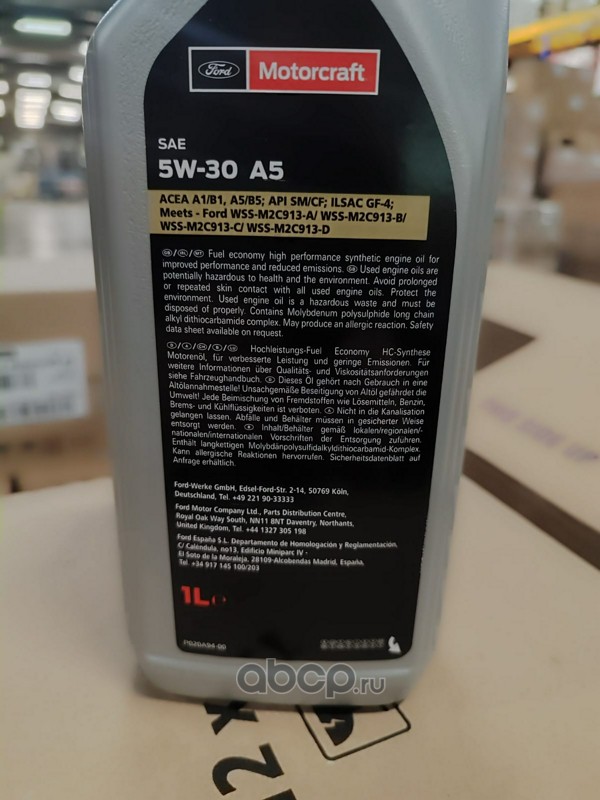 Ford Motorcraft
SAE
5W-30 A5
ACEA A1/B1, A5/B5; API SM/CF; ILSAC GF-4;
Meets - Ford WSS-M2C913-A/ WSS-M2C913-B/
WSS-M2C913-C/ WSS-M2C913-D
Fuel economy high performance synthetic engine oil for
improved performance and reduced emissions. Used engine oils are
potentially hazardous to health and the environment. Avoid prolonged
or repeated skin contact with all used engine oils. Protect the
environment. Used engine oil is a hazardous waste and must be
disposed of properly. Contains Molybdenum polysulphide long chain
alkyl dithiocarbamide complex. May produce an allergic reaction. Safety
data sheet available on request.
Hochleistungs-Fuel Economy HC-Synthese
Motorenöl, für verbesserte Leistung und geringe Emissionen. Für
weitere Informationen über Qualitäts- und Viskositätsanforderungen
siehe Fahrzeughandbuch. Dieses Öl gehört nach Gebrauch in eine
Altölannahmestelle! Unsachgemäße Beseitigung von Altöl gefährdet die
Umwelt! Jede Beimischung von Fremdstoffen wie Lösemitteln, Benzin,
Brems- und Kühlflüssigkeiten ist verboten. Nicht in die Kanalisation
gelangen lassen. Abfälle und Behälter müssen in gesicherter Weise
entsorgt werden. Inhalt/Behälter gemäß lokalen/regionalen/-
nationalen/internationalen Vorschriften der Entsorgung zuführen.
Enthält langkettigen Molybdänpolysulfidalkyldithiocarbamid-Komplex.
Kann allergische Reaktionen hervorrufen. Sicherheitsdatenblatt auf
Anfrage erhältlich.
Ford-Werke GmbH, Edsel-Ford-Str. 2-14, 50769 Köln,
Deutschland, Tel. +49 221 90-33333
Ford Motor Company Ltd., Parts Distribution Centre,
Royal Oak Way South, NN11 8NT Daventry, Northants,
United Kingdom, Tel. +44 1327 305 198
Ford España S.L. Departamento de Homologación y Reglamentación.
C/ Caléndula, no13, Edificio Miniparc IV -
El Soto de la Moraleja, 28109-Alcobendas Madrid, España,
Tel. +34 917 145 100/203
1L
abcp.ru
2x